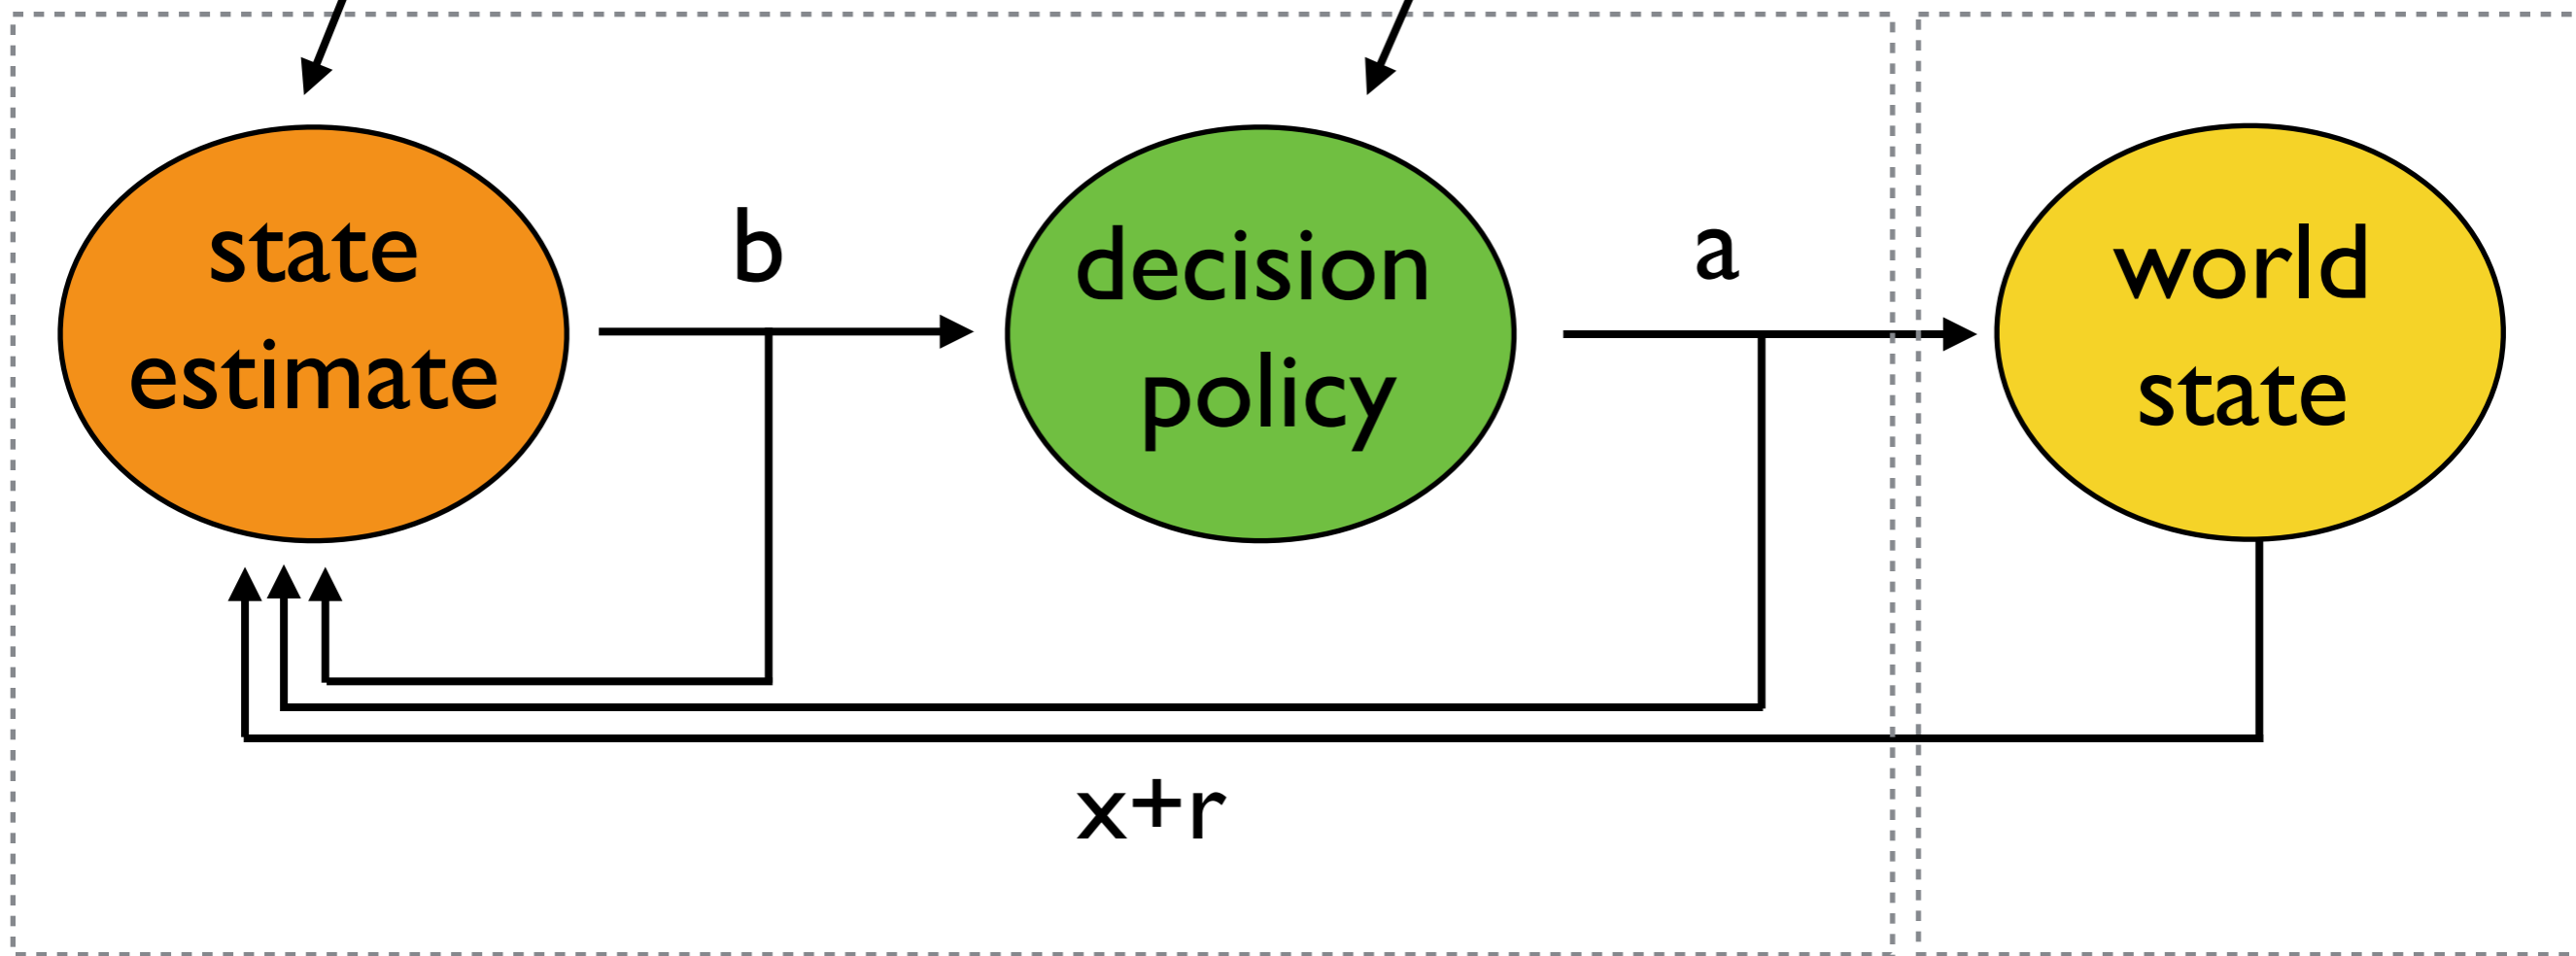 state
estimate
b
decision
policy
a
world
state
x+r